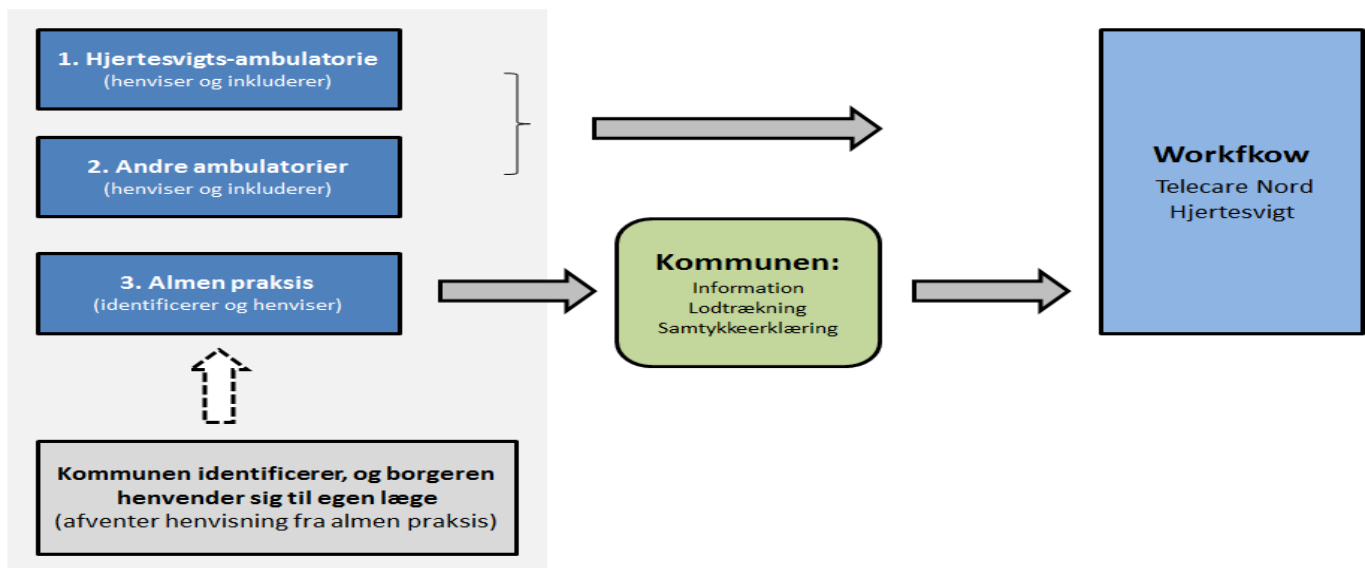 1. Hjertesvigts-ambulatorie
(henviser og inkluderer)
2. Andre ambulatorier
(henviser og inkluderer)
3. Almen praksis
(identificerer og henviser)
Kommunen identificerer, og borgeren
henvender sig til egen læge
(afventer henvisning fra almen praksis)
Kommunen:
Information
Lodtrækning
Samtykkeerklæring
Workfkow
Telecare Nord
Hjertesvigt